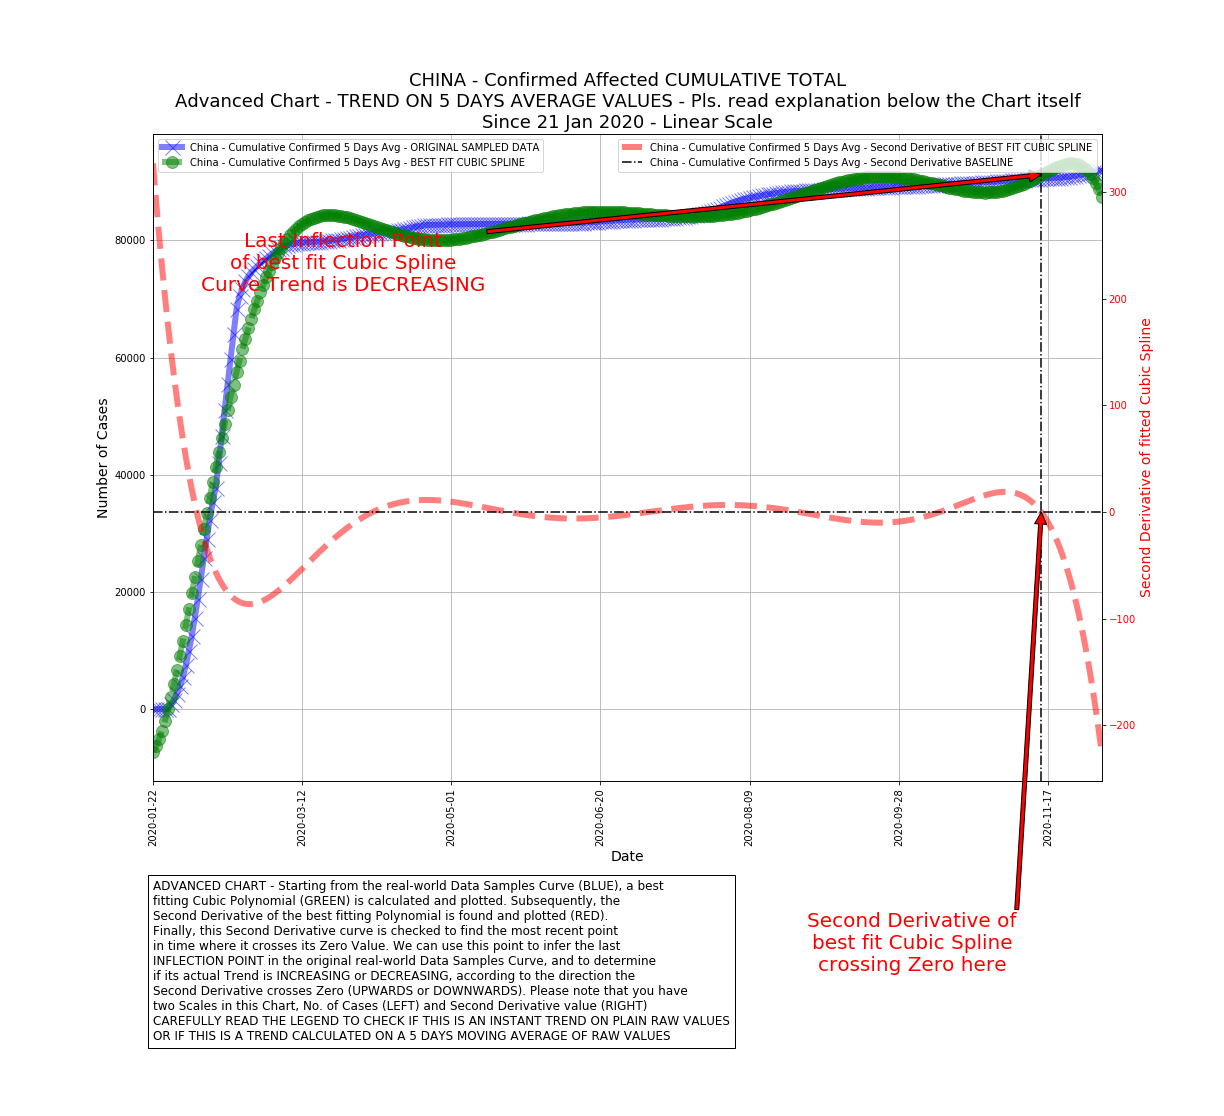 CHINA - Confirmed Affected CUMULATIVE TOTAL
Advanced Chart - TREND ON 5 DAYS AVERAGE VALUES - Pls. read explanation below the Chart itself
Since 21 Jan 2020 - Linear Scale
China - Cumulative Confirmed 5 Days Avg - ORIGINAL SAMPLED DATA
China - Cumulative Confirmed 5 Days Avg - BEST FIT CUBIC SPLINE
China - Cumulative Confirmed 5 Days Avg - Second Derivative of BEST FIT CUBIC SPLINE
China - Cumulative Confirmed 5 Days Avg - Second Derivative BASELINE
Last Inflection Point
of best fit Cubic Spline
Curve Trend is DECREASING
Number of Cases
80000
60000
40000
20000
0
300
200
100
0
−100
−200
Second Derivative of fitted Cubic Spline
2020-01-22
2020-03-12
2020-05-01
2020-06-20
2020-08-09
2020-09-28
2020-11-17
Date
ADVANCED CHART - Starting from the real-world Data Samples Curve (BLUE), a best
fitting Cubic Polynomial (GREEN) is calculated and plotted. Subsequently, the
Second Derivative of the best fitting Polynomial is found and plotted (RED).
Finally, this Second Derivative curve is checked to find the most recent point
in time where it crosses its Zero Value. We can use this point to infer the last
INFLECTION POINT in the original real-world Data Samples Curve, and to determine
if its actual Trend is INCREASING or DECREASING, according to the direction the
Second Derivative crosses Zero (UPWARDS or DOWNWARDS). Please note that you have
two Scales in this Chart, No. of Cases (LEFT) and Second Derivative value (RIGHT)
CAREFULLY READ THE LEGEND TO CHECK IF THIS IS AN INSTANT TREND ON PLAIN RAW VALUES
OR IF THIS IS A TREND CALCULATED ON A 5 DAYS MOVING AVERAGE OF RAW VALUES
Second Derivative of
best fit Cubic Spline
crossing Zero here